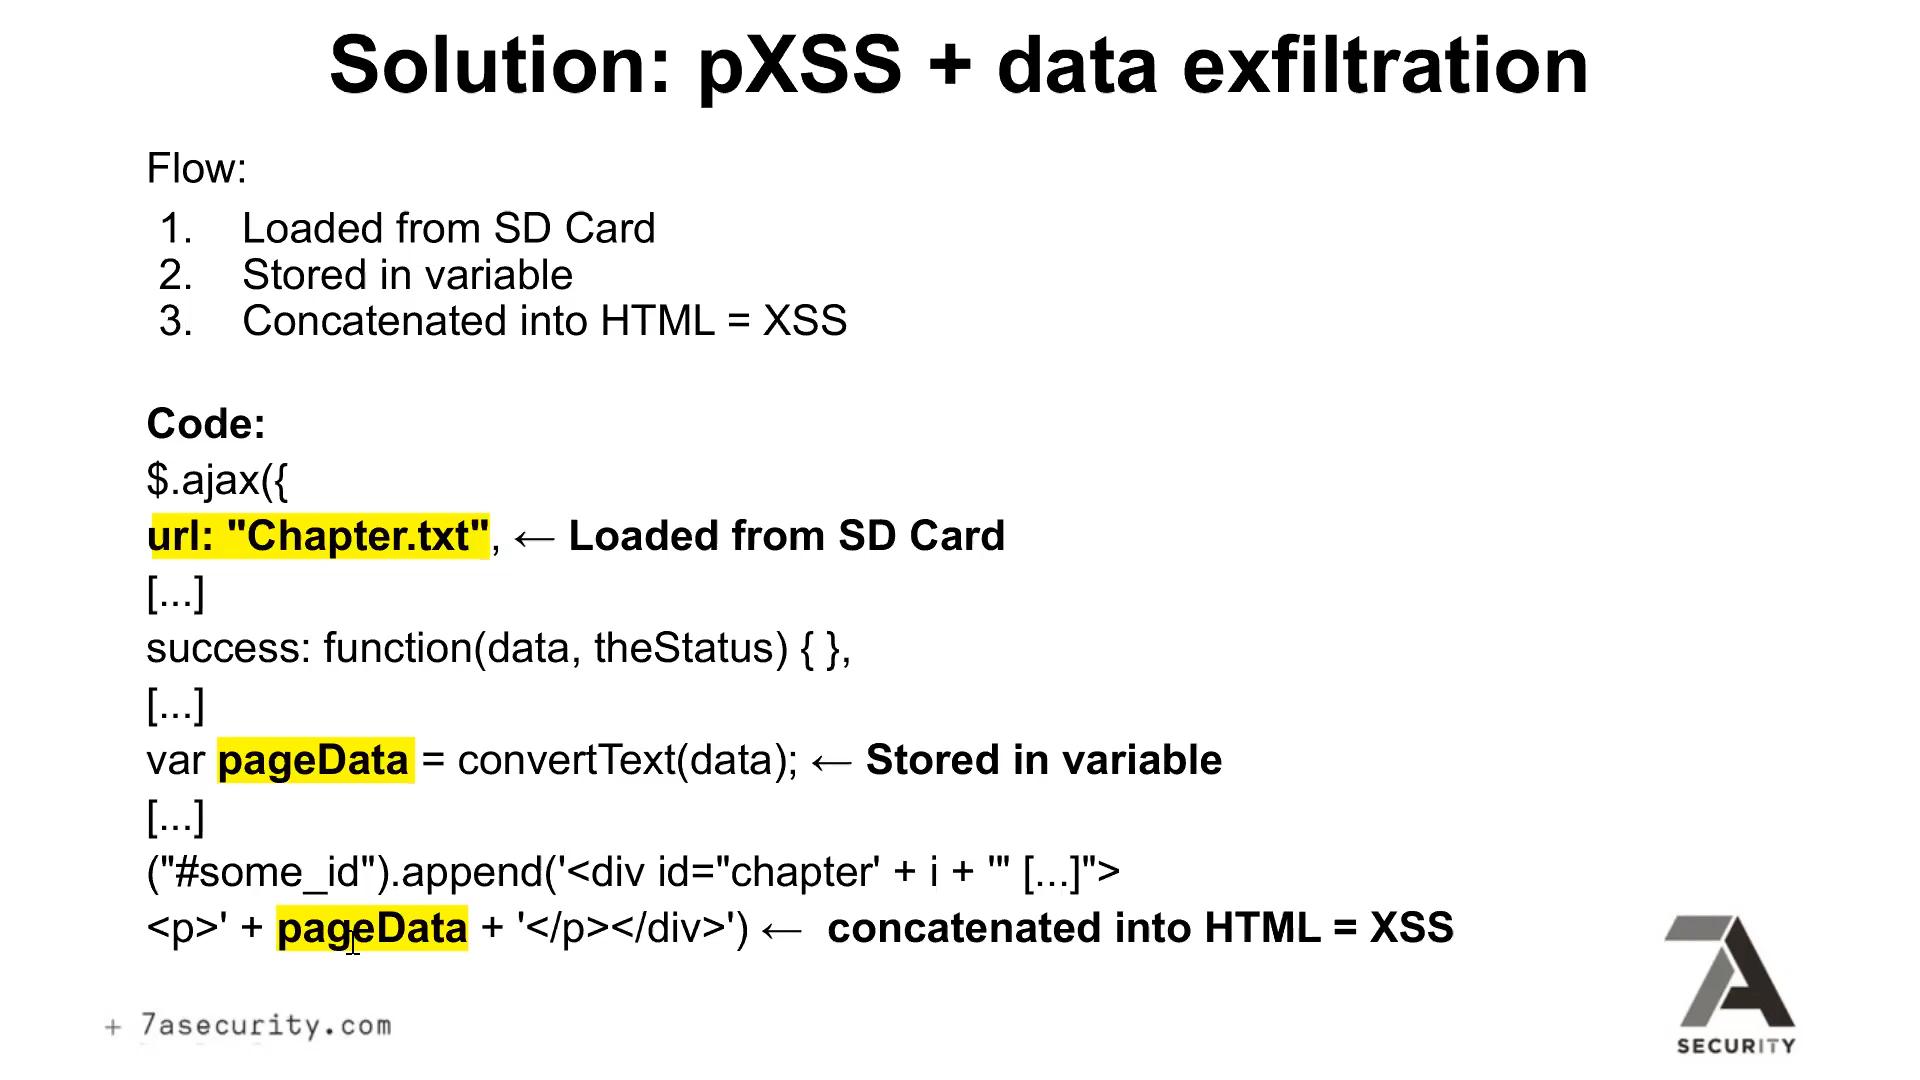 Solution: pXSS + data exfiltration
Flow:
1. Loaded from SD Card
2. Stored in variable
3. Concatenated into HTML = XSS
Code:
$.ajax({
url: "Chapter.txt", ← Loaded from SD Card
[...]
success: function(data, theStatus) { },
[...]
var pageData = convertText(data); ← Stored in variable
[...]
("#some_id").append('<div id="chapter' + i + '" [...]">
<p>' + pageData + '</p></div>') ← concatenated into HTML = XSS
+ 7asecurity.com
7A
SECURITY